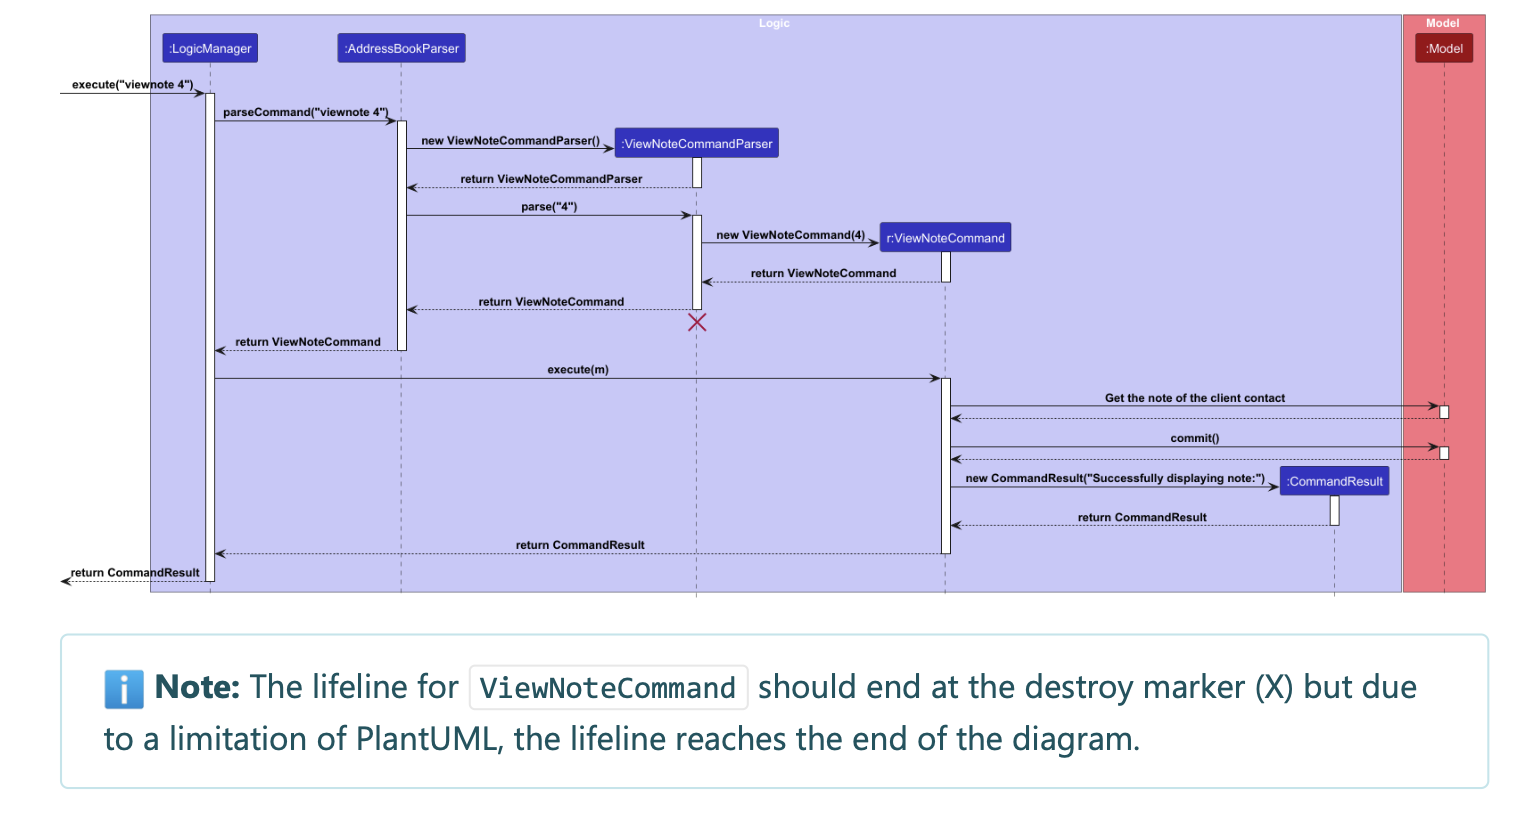 Logic
Model
:LogicManager
:AddressBookParser
:Model
execute("viewnote 4")
parseCommand("viewnote 4")
new ViewNoteCommandParser()
:ViewNoteCommandParser
return ViewNoteCommandParser
parse("4")
new ViewNoteCommand(4)
r:ViewNoteCommand
return ViewNoteCommand
return ViewNoteCommand
return ViewNoteCommand
execute(m)
Get the note of the client contact
commit()
new CommandResult("Successfully displaying note:")
:CommandResult
return CommandResult
return CommandResult
return CommandResult
Note: The lifeline for ViewNoteCommand should end at the destroy marker (X) but due
to a limitation of PlantUML, the lifeline reaches the end of the diagram.